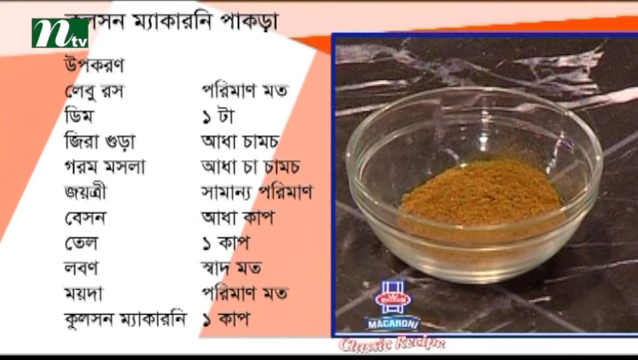 কুলসন ম্যাকারনি পাকড়া
ntv
উপকরণ
লেবু রস পরিমাণ মত
ডিম ১ টা
জিরা গুড়া আধা চামচ
গরম মসলা আধা চা চামচ
জয়ত্রী সামান্য পরিমাণ
বেসন আধা কাপ
তেল ১ কাপ
লবণ স্বাদ মত
ময়দা পরিমাণ মত
কুলসন ম্যাকারনি ১ কাপ
MACARONI
Classic Recipe